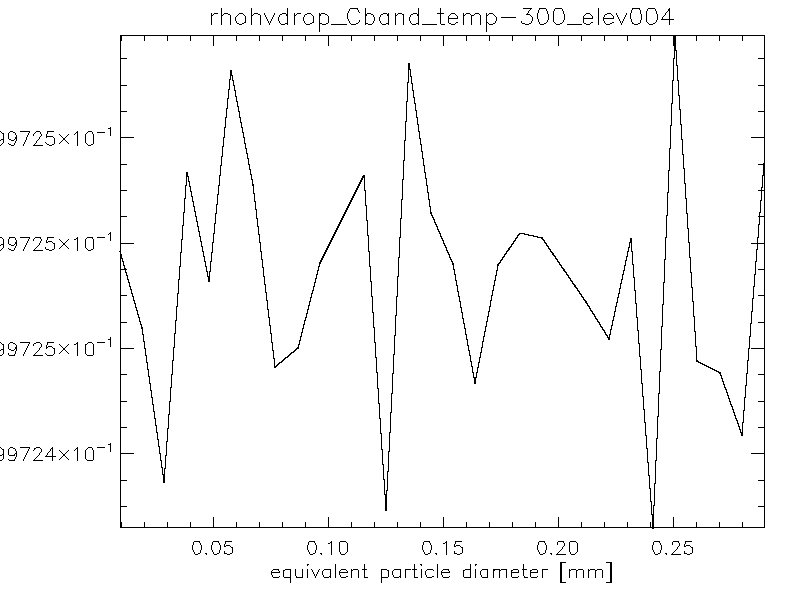 rhohvdrop_Cband_temp-300_elev004
99725×10⁻¹
99725×10⁻¹
99725×10⁻¹
99724×10⁻¹
0.05 0.10 0.15 0.20 0.25
equivalent particle diameter [mm]